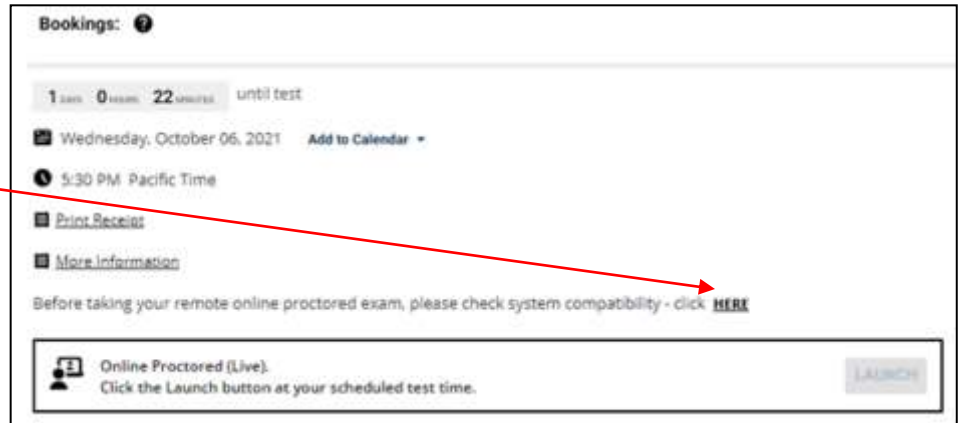 Bookings: ?
1 DAYS 0 HOURS 22 MINUTES until test
Wednesday, October 06, 2021 Add to Calendar
5:30 PM Pacific Time
Print Receipt
More Information
Before taking your remote online proctored exam, please check system compatibility - click HERE
Online Proctored (Live).
Click the Launch button at your scheduled test time.
LAUNCH